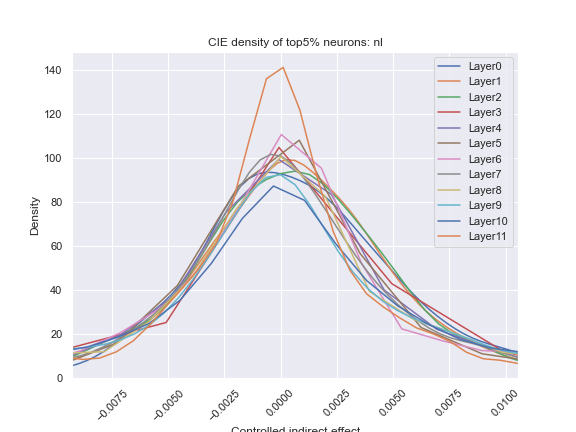 CIE density of top5% neurons: nl
140
120
100
80
60
40
20
0
Density
-0.0075
-0.0050
-0.0025
0.0000
0.0025
0.0050
0.0075
0.0100
Controlled indirect effect
Layer0
Layer1
Layer2
Layer3
Layer4
Layer5
Layer6
Layer7
Layer8
Layer9
Layer10
Layer11